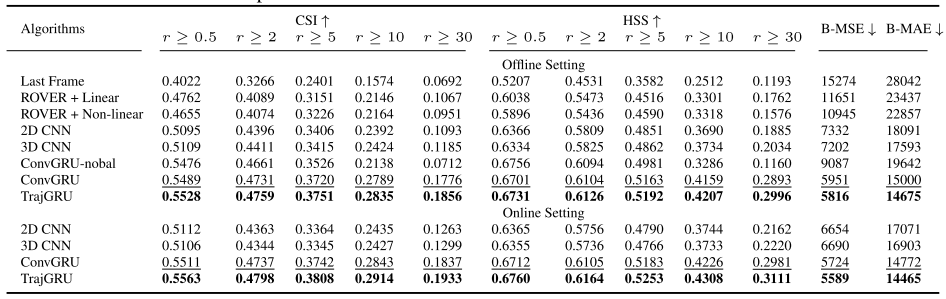 Algorithms CSI ↑ HSS ↑ B-MSE ↓ B-MAE ↓
r ≥ 0.5 r ≥ 2 r ≥ 5 r ≥ 10 r ≥ 30 r ≥ 0.5 r ≥ 2 r ≥ 5 r ≥ 10 r ≥ 30
Offline Setting
Last Frame 0.4022 0.3266 0.2401 0.1574 0.0692 0.5207 0.4531 0.3582 0.2512 0.1193 15274 28042
ROVER + Linear 0.4762 0.4089 0.3151 0.2146 0.1067 0.6038 0.5473 0.4516 0.3301 0.1762 11651 23437
ROVER + Non-linear 0.4655 0.4074 0.3226 0.2164 0.0951 0.5896 0.5436 0.4590 0.3318 0.1576 10945 22857
2D CNN 0.5095 0.4396 0.3406 0.2392 0.1093 0.6366 0.5809 0.4851 0.3690 0.1885 7332 18091
3D CNN 0.5109 0.4411 0.3415 0.2424 0.1185 0.6334 0.5825 0.4862 0.3734 0.2034 7202 17593
ConvGRU-nobal 0.5476 0.4661 0.3526 0.2138 0.0712 0.6756 0.6094 0.4981 0.3286 0.1160 9087 19642
ConvGRU 0.5489 0.4731 0.3720 0.2789 0.1776 0.6701 0.6104 0.5163 0.4159 0.2893 5951 15000
TrajGRU 0.5528 0.4759 0.3751 0.2835 0.1856 0.6731 0.6126 0.5192 0.4207 0.2996 5816 14675
Online Setting
2D CNN 0.5112 0.4363 0.3364 0.2435 0.1263 0.6365 0.5756 0.4790 0.3744 0.2162 6654 17071
3D CNN 0.5106 0.4344 0.3345 0.2427 0.1299 0.6355 0.5736 0.4766 0.3733 0.2220 6690 16903
ConvGRU 0.5511 0.4737 0.3742 0.2843 0.1837 0.6712 0.6105 0.5183 0.4226 0.2981 5724 14772
TrajGRU 0.5563 0.4798 0.3808 0.2914 0.1933 0.6760 0.6164 0.5253 0.4308 0.3111 5589 14465